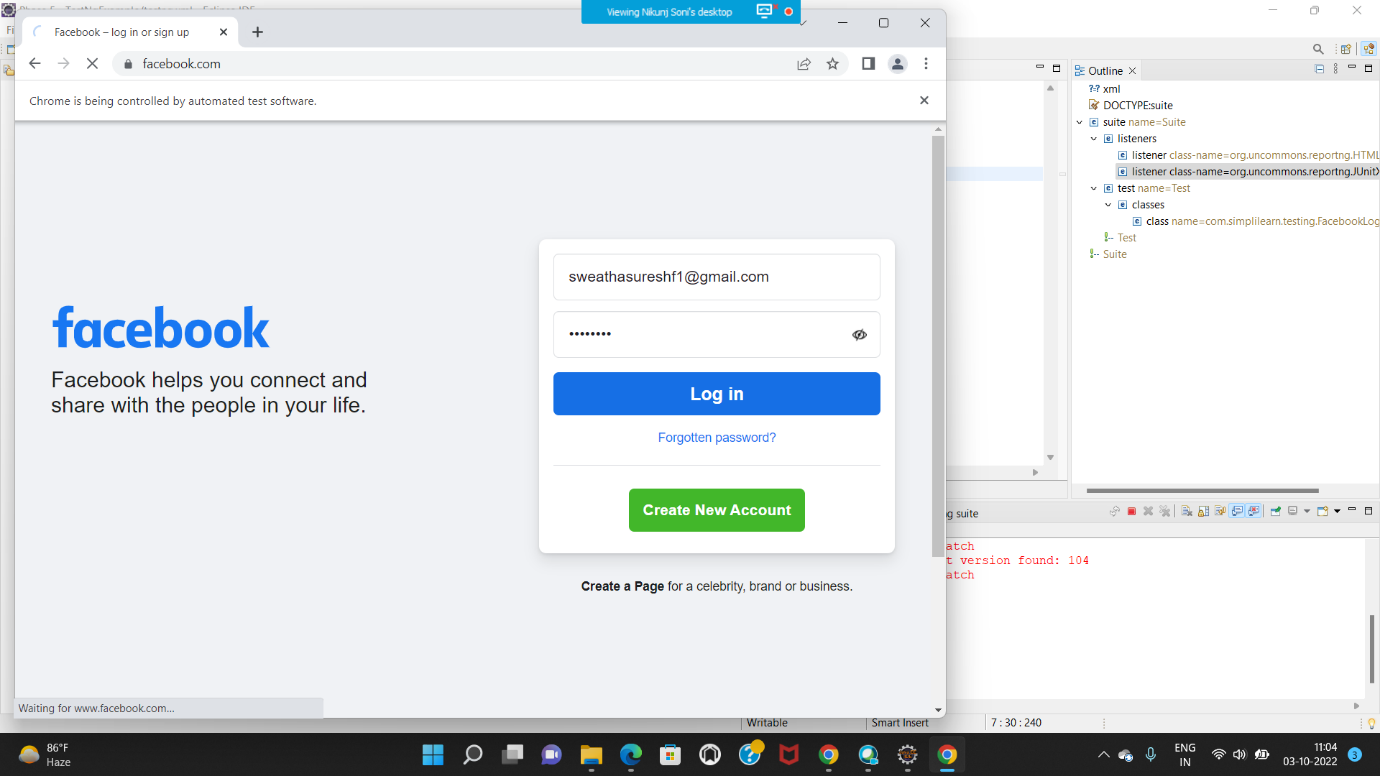 Viewing Nikunj Soni's desktop
Facebook – log in or sign up
facebook.com
Chrome is being controlled by automated test software.
facebook
Facebook helps you connect and
share with the people in your life.
sweathasureshf1@gmail.com
••••••••
Log in
Forgotten password?
Create New Account
Create a Page for a celebrity, brand or business.
Waiting for www.facebook.com...
Outline
xml
DOCTYPE:suite
suite name=Suite
listeners
listener class-name=org.uncommons.reportng.HTML
listener class-name=org.uncommons.reportng.JUnitX
test name=Test
classes
class name=com.simplilearn.testing.FacebookLog
Test
Suite
g suite
atch
t version found: 104
atch
Writable
Smart Insert
7 : 30 : 240
86°F
Haze
ENG
IN
11:04
03-10-2022
3